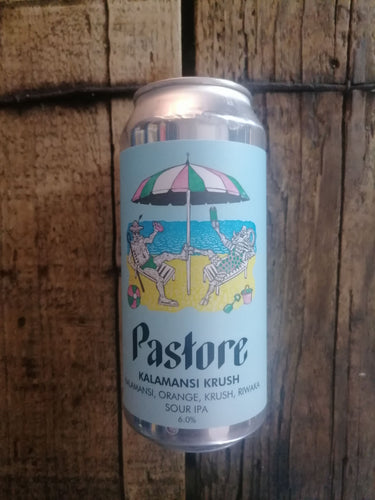 Pastore
KALAMANSI KRUSH
KALAMANSI, ORANGE, KRUSH, RIWAKA
SOUR IPA
6.0%